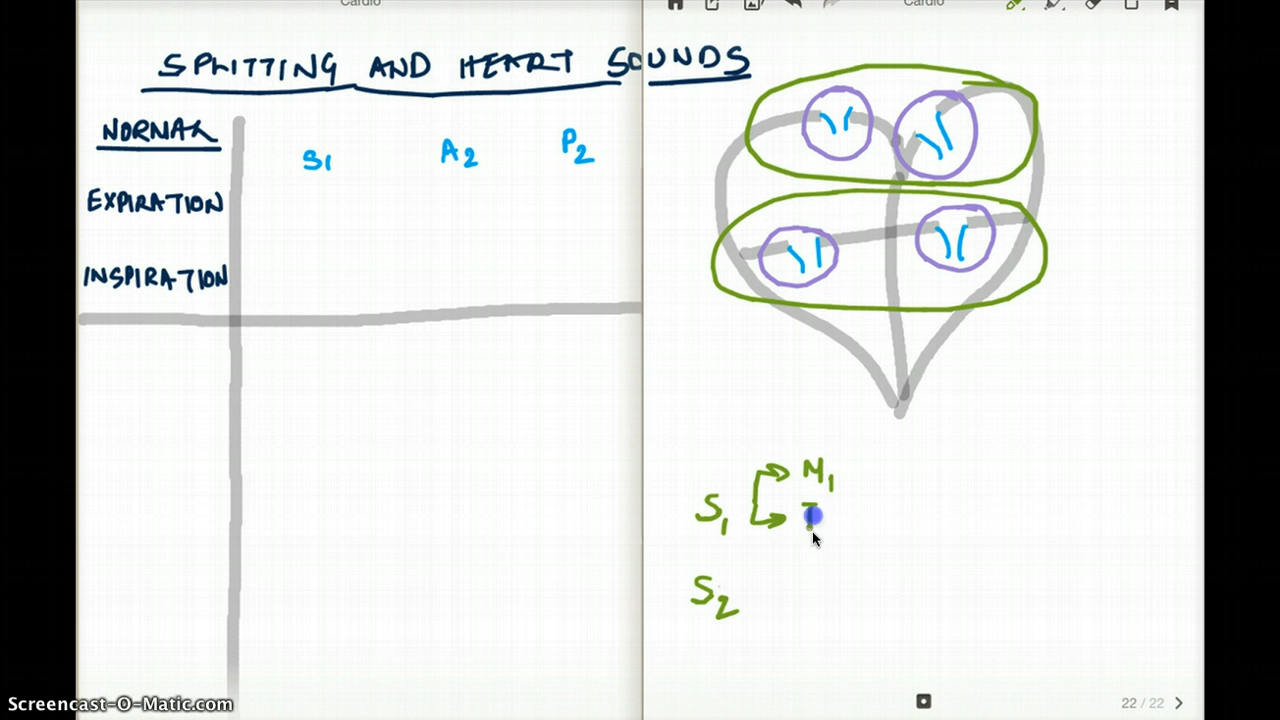 Cardio
Cardio
SPLITTING AND HEART SOUNDS
NORMAL
S1 A2 P2
EXPIRATION
INSPIRATION
M1
S1
T
S2
Screencast-O-Matic.com
22 / 22